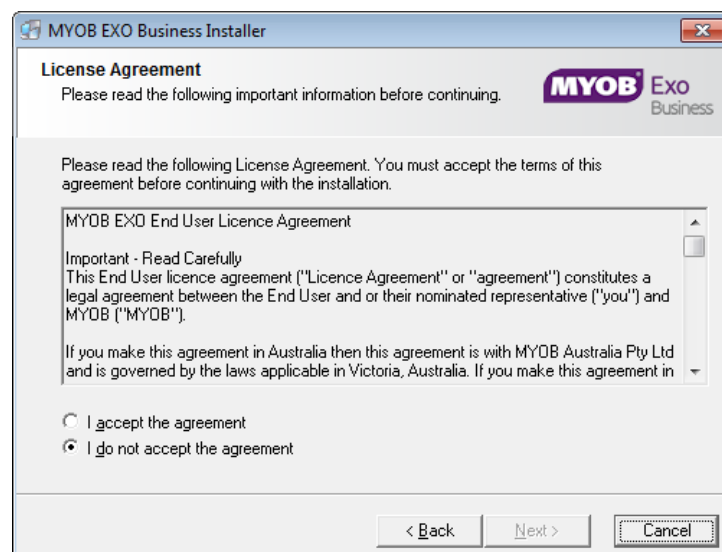 MYOB EXO Business Installer
License Agreement
Please read the following important information before continuing.
MYOB Exo
Business
Please read the following License Agreement. You must accept the terms of this
agreement before continuing with the installation.
MYOB EXO End User Licence Agreement
Important - Read Carefully
This End User licence agreement ("Licence Agreement" or "agreement") constitutes a
legal agreement between the End User and or their nominated representative ("you") and
MYOB ("MYOB").
If you make this agreement in Australia then this agreement is with MYOB Australia Pty Ltd
and is governed by the laws applicable in Victoria, Australia. If you make this agreement in
I accept the agreement
I do not accept the agreement
< Back Next > Cancel